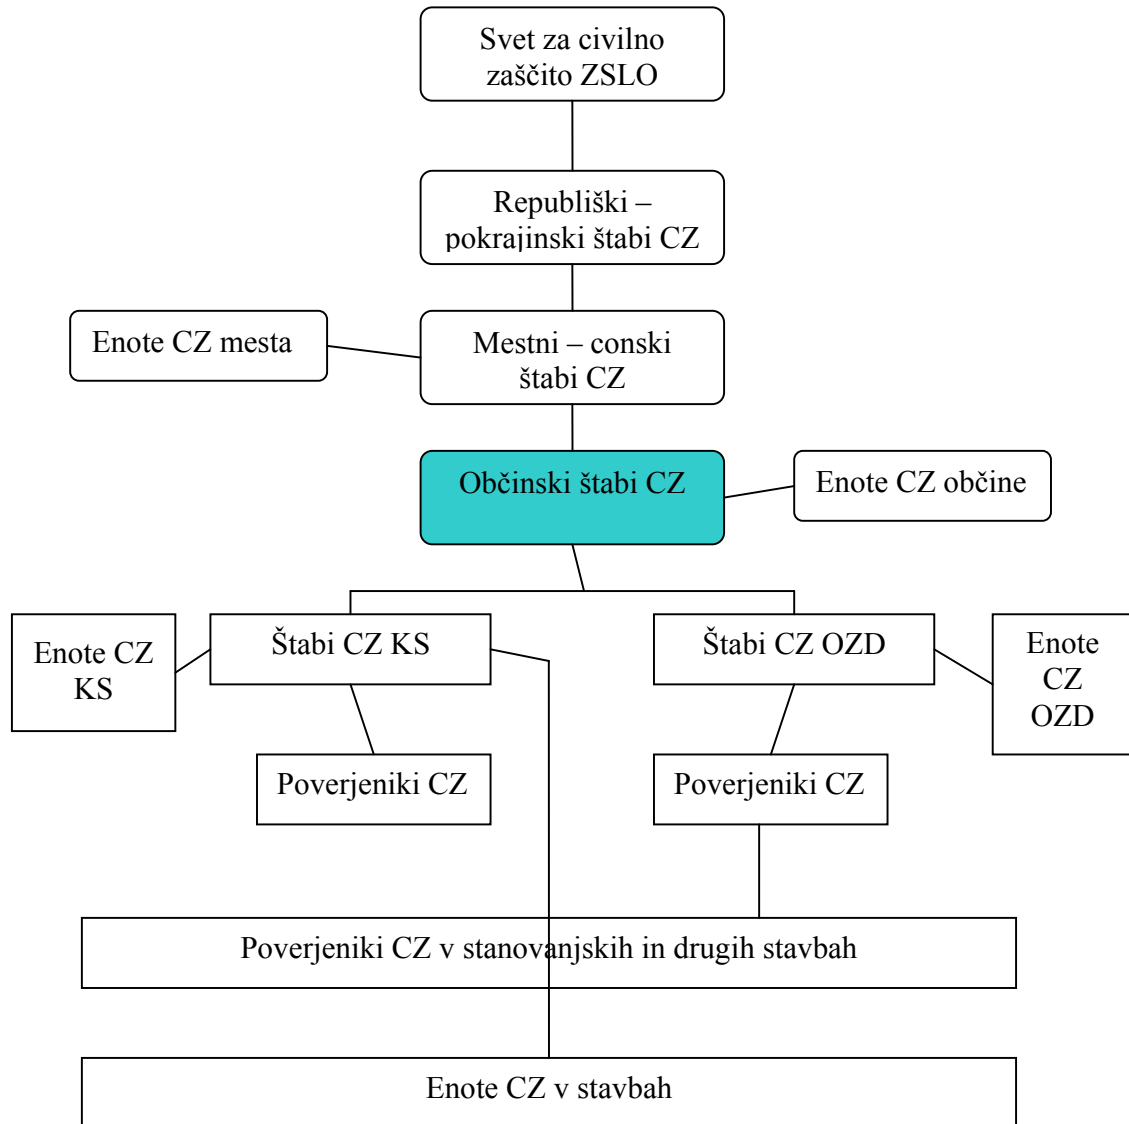 Svet za civilno
zaščito ZSLO
Republiški –
pokrajinski štabi CZ
Enote CZ mesta
Mestni – conski
štabi CZ
Občinski štabi CZ
Enote CZ občine
Enote CZ
KS
Štabi CZ KS
Štabi CZ OZD
Enote
CZ
OZD
Poverjeniki CZ
Poverjeniki CZ
Poverjeniki CZ v stanovanjskih in drugih stavbah
Enote CZ v stavbah